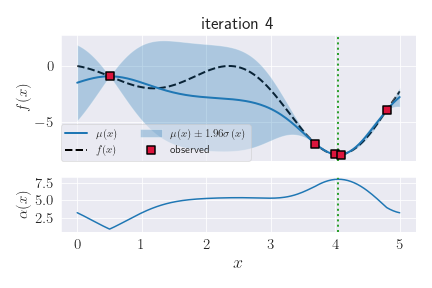 iteration 4
f(x)
0
−5
μ(x)
μ(x) ± 1.96σ(x)
f(x)
observed
α(x)
7.5
5.0
2.5
0 1 2 3 4 5
x